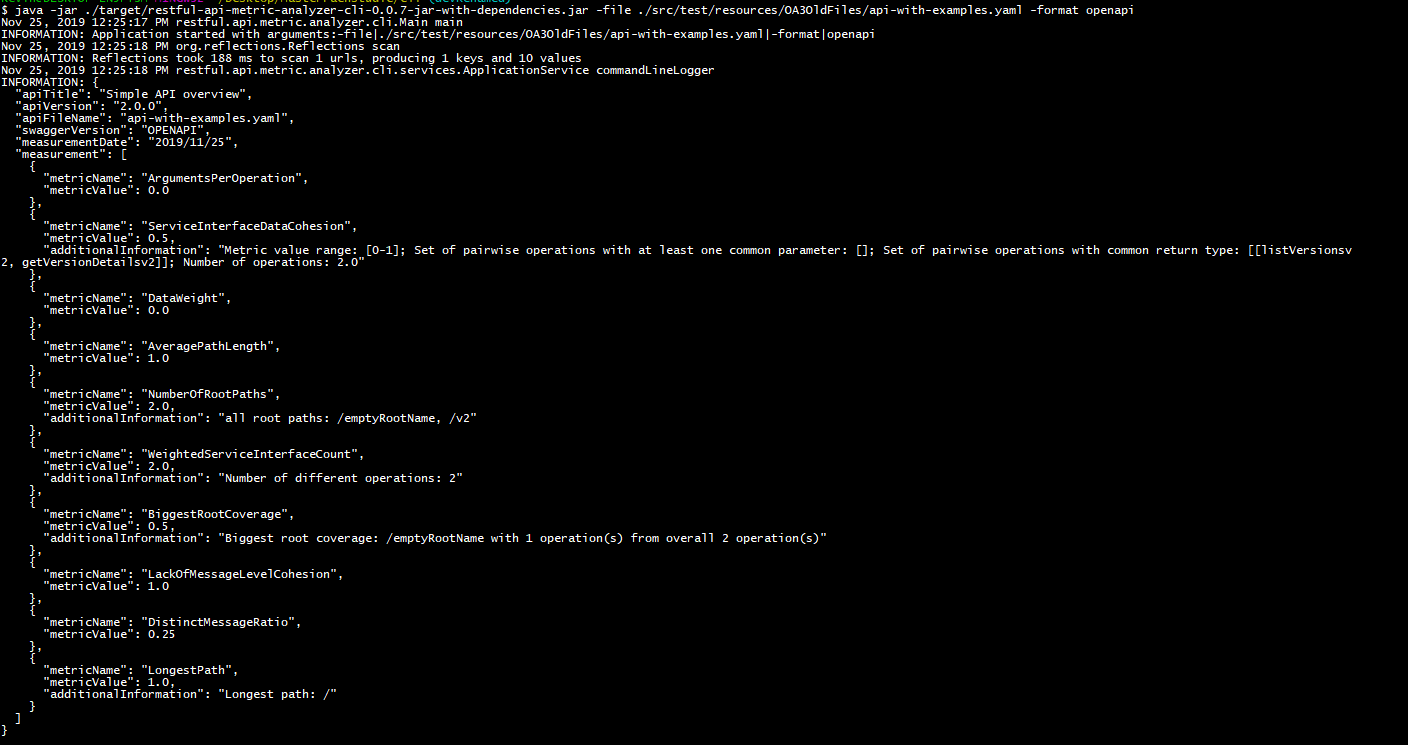 $ java -jar ./target/restful-api-metric-analyzer-cli-0.0.7-jar-with-dependencies.jar -file ./src/test/resources/OA3OldFiles/api-with-examples.yaml -format openapi
Nov 25, 2019 12:25:17 PM restful.api.metric.analyzer.cli.Main main
INFORMATION: Application started with arguments:-file|./src/test/resources/OA3OldFiles/api-with-examples.yaml|-format|openapi
Nov 25, 2019 12:25:18 PM org.reflections.Reflections scan
INFORMATION: Reflections took 188 ms to scan 1 urls, producing 1 keys and 10 values
Nov 25, 2019 12:25:18 PM restful.api.metric.analyzer.cli.services.ApplicationService commandLineLogger
INFORMATION: {
  "apiTitle": "Simple API overview",
  "apiVersion": "2.0.0",
  "apiFileName": "api-with-examples.yaml",
  "swaggerVersion": "OPENAPI",
  "measurementDate": "2019/11/25",
  "measurement": [
    {
      "metricName": "ArgumentsPerOperation",
      "metricValue": 0.0
    },
    {
      "metricName": "ServiceInterfaceDataCohesion",
      "metricValue": 0.5,
      "additionalInformation": "Metric value range: [0-1]; Set of pairwise operations with at least one common parameter: []; Set of pairwise operations with common return type: [[listVersionsv
2, getVersionDetailsv2]]; Number of operations: 2.0"
    },
    {
      "metricName": "DataWeight",
      "metricValue": 0.0
    },
    {
      "metricName": "AveragePathLength",
      "metricValue": 1.0
    },
    {
      "metricName": "NumberOfRootPaths",
      "metricValue": 2.0,
      "additionalInformation": "all root paths: /emptyRootName, /v2"
    },
    {
      "metricName": "WeightedServiceInterfaceCount",
      "metricValue": 2.0,
      "additionalInformation": "Number of different operations: 2"
    },
    {
      "metricName": "BiggestRootCoverage",
      "metricValue": 0.5,
      "additionalInformation": "Biggest root coverage: /emptyRootName with 1 operation(s) from overall 2 operation(s)"
    },
    {
      "metricName": "LackOfMessageLevelCohesion",
      "metricValue": 1.0
    },
    {
      "metricName": "DistinctMessageRatio",
      "metricValue": 0.25
    },
    {
      "metricName": "LongestPath",
      "metricValue": 1.0,
      "additionalInformation": "Longest path: /"
    }
  ]
}